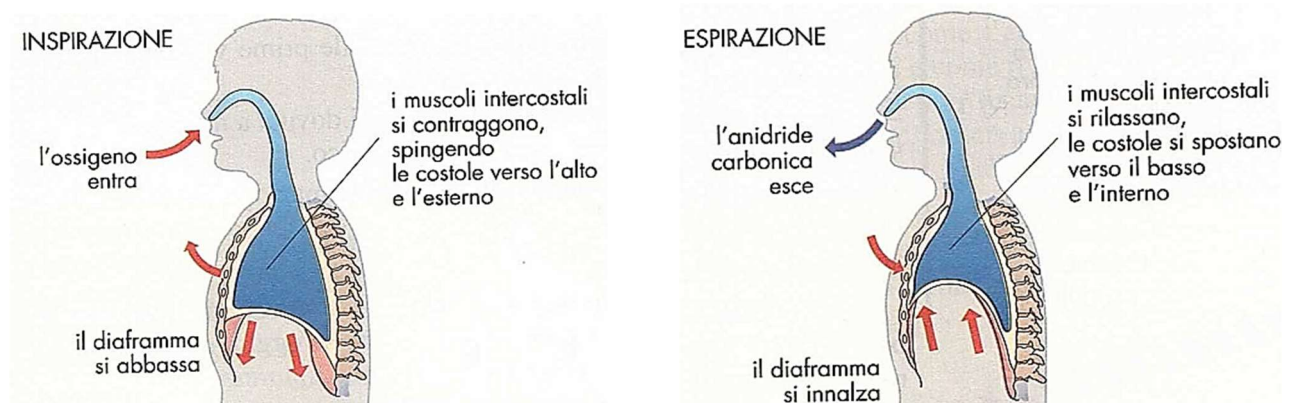 INSPIRAZIONE
l'ossigeno
entra
i muscoli intercostali
si contraggono,
spingendo
le costole verso l'alto
e l'esterno
il diaframma
si abbassa
ESPIRAZIONE
l'anidride
carbonica
esce
i muscoli intercostali
si rilassano,
le costole si spostano
verso il basso
e l'interno
il diaframma
si innalza